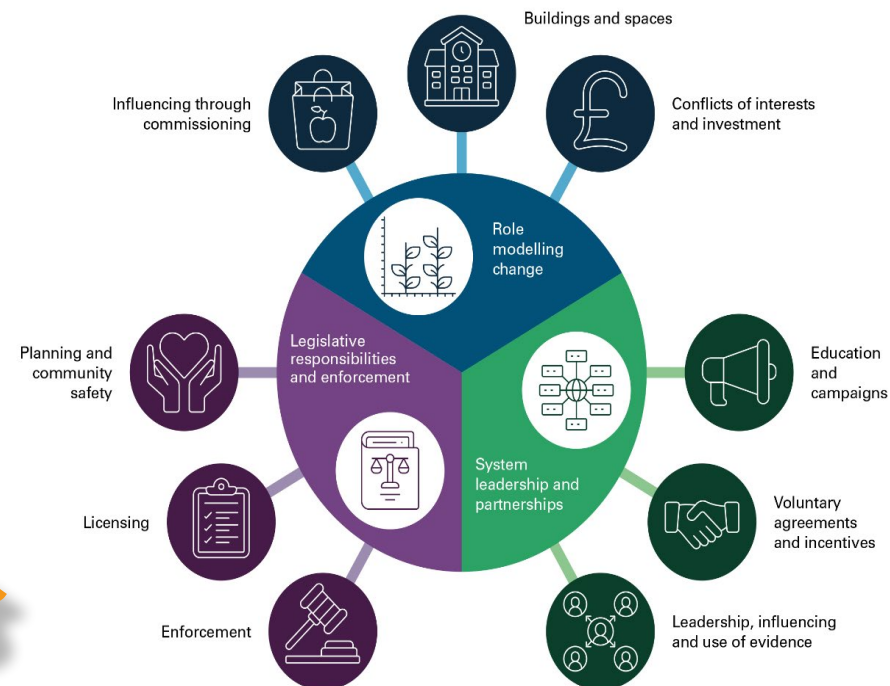 Buildings and spaces
Influencing through
commissioning
Conflicts of interests
and investment
Role
modelling
change
Legislative
responsibilities
and enforcement
Planning and
community
safety
Education
and
campaigns
System
leadership and
partnerships
Licensing
Voluntary
agreements
and incentives
Enforcement
Leadership, influencing
and use of evidence